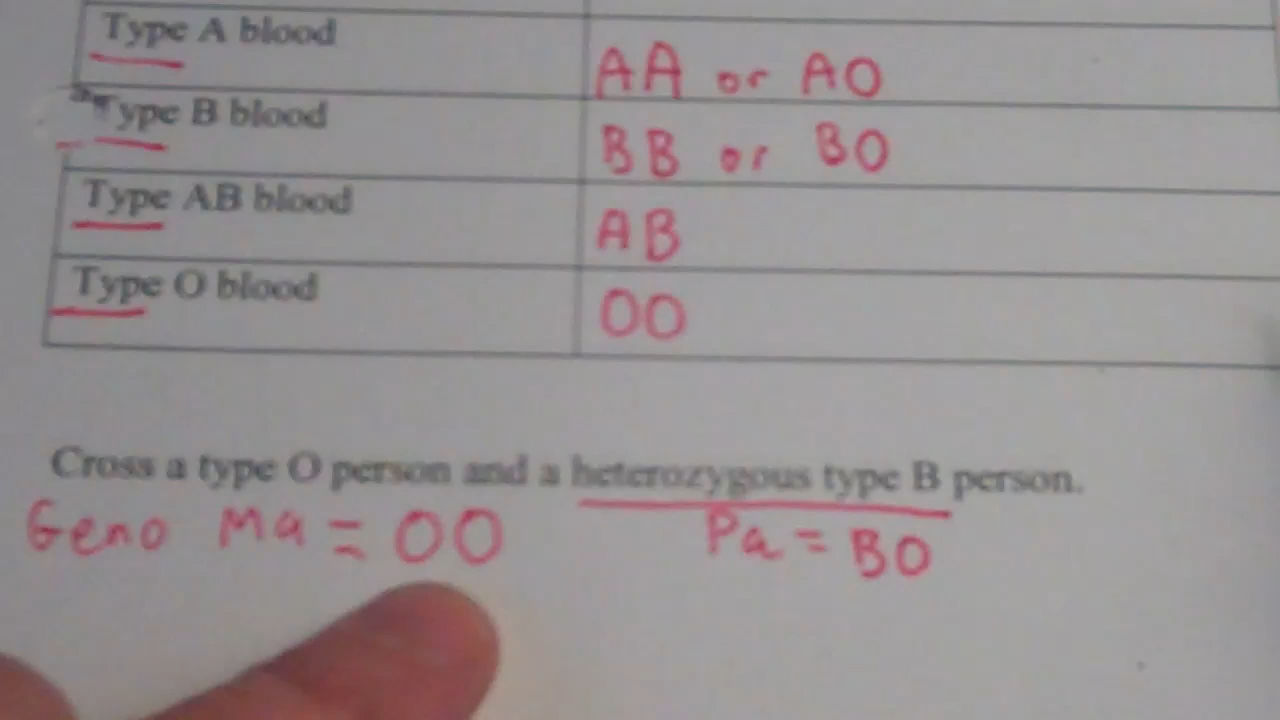 Type A blood
AA or AO
Type B blood
BB or BO
Type AB blood
AB
Type O blood
OO
Cross a type O person and a heterozygous type B person.
Geno Ma = OO Pa = BO